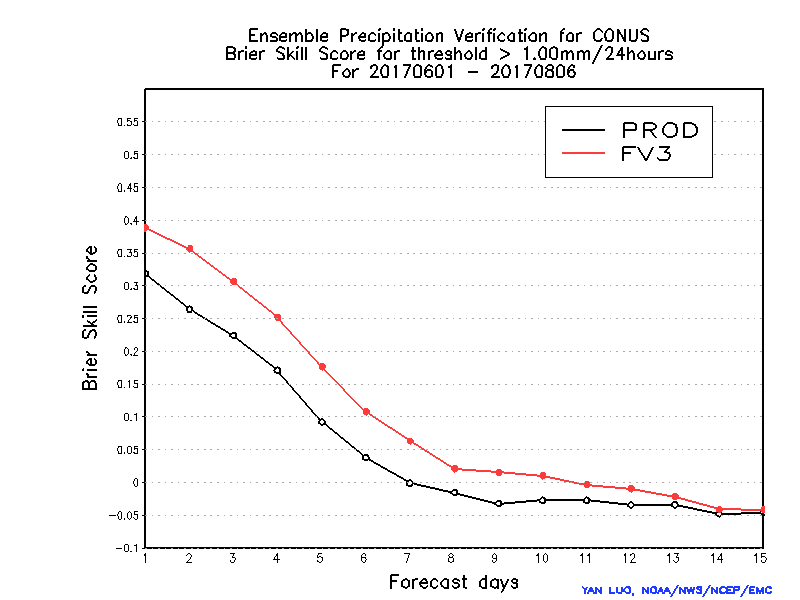 Ensemble Precipitation Verification for CONUS
Brier Skill Score for threshold > 1.00mm/24hours
For 20170601 - 20170806
PROD
FV3
0.55
0.5
0.45
0.4
0.35
0.3
0.25
0.2
0.15
0.1
0.05
0
-0.05
-0.1
Brier Skill Score
1 2 3 4 5 6 7 8 9 10 11 12 13 14 15
Forecast days
YAN LUO, NOAA/NWS/NCEP/EMC